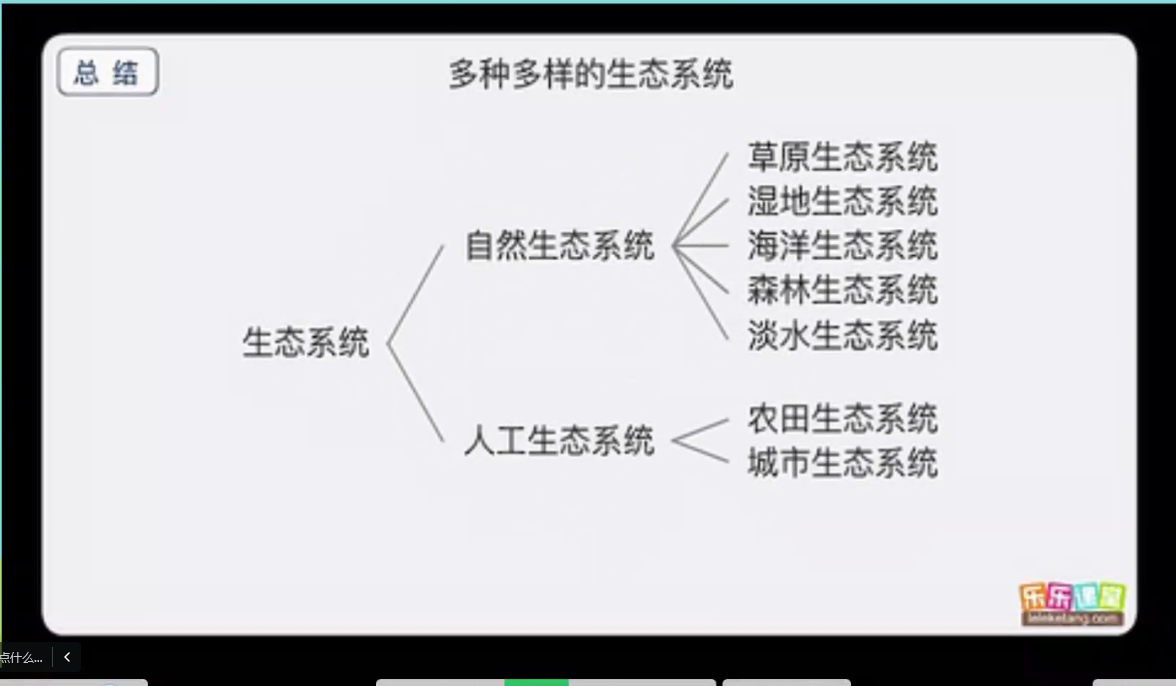 总 结
多种多样的生态系统
草原生态系统
湿地生态系统
自然生态系统
海洋生态系统
森林生态系统
淡水生态系统
生态系统
人工生态系统
农田生态系统
城市生态系统
乐乐课堂
leleketang.com
点什么...